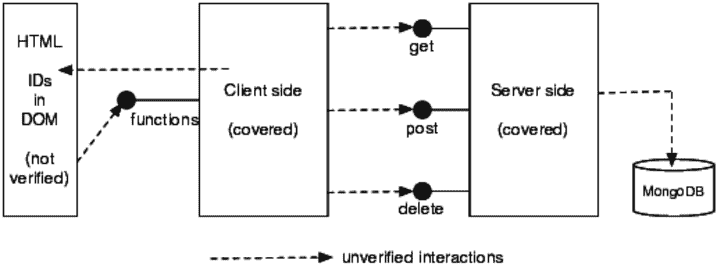 HTML
IDs
in
DOM
(not
verified)
functions
Client side
(covered)
get
post
delete
Server side
(covered)
MongoDB
unverified interactions